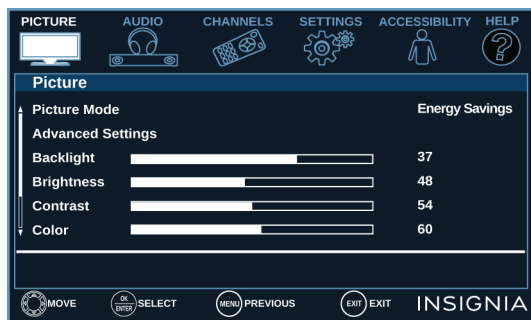 PICTURE AUDIO CHANNELS SETTINGS ACCESSIBILITY HELP
?
Picture
Picture Mode Energy Savings
Advanced Settings
Backlight 37
Brightness 48
Contrast 54
Color 60
MOVE OK ENTER SELECT MENU PREVIOUS EXIT EXIT INSIGNIA